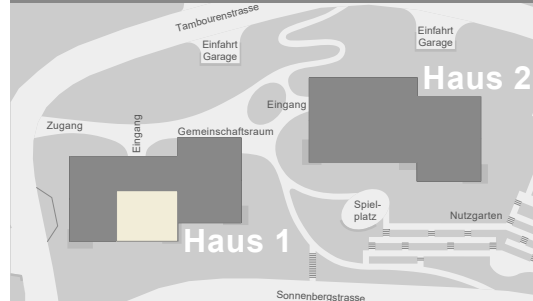 Tambourenstrasse
Einfahrt
Garage
Einfahrt
Garage
Haus 2
Eingang
Zugang
Eingang
Gemeinschaftsraum
Spiel-
platz
Nutzgarten
Haus 1
Sonnenbergstrasse